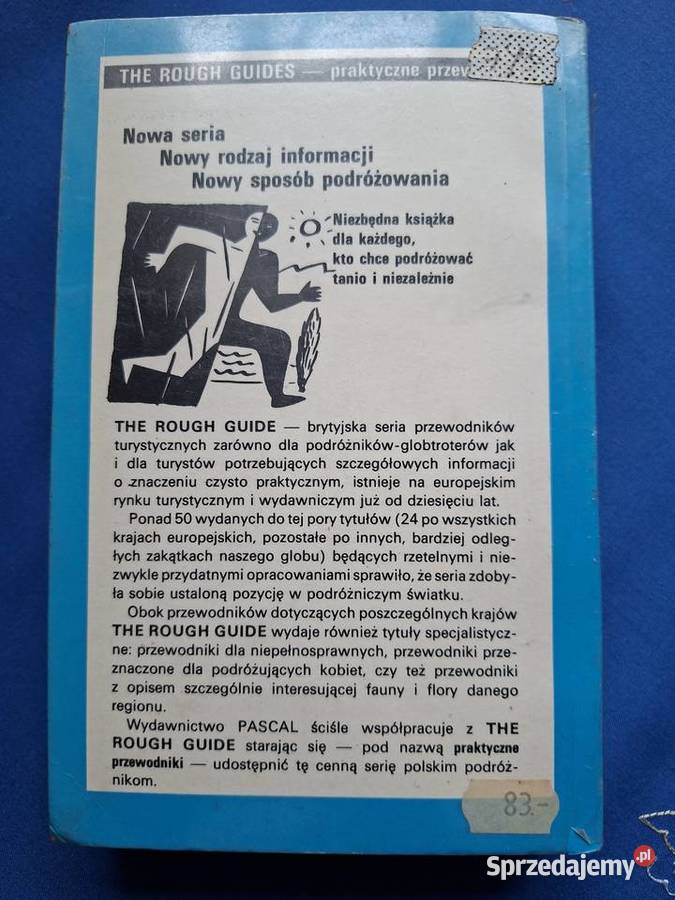 THE ROUGH GUIDES — praktyczne przew
Nowa seria
Nowy rodzaj informacji
Nowy sposób podróżowania
Niezbędna książka
dla każdego,
kto chce podróżować
tanio i niezależnie
THE ROUGH GUIDE — brytyjska seria przewodników
turystycznych zarówno dla podróżników-globtroterów jak
i dla turystów potrzebujących szczegółowych informacji
o znaczeniu czysto praktycznym, istnieje na europejskim
rynku turystycznym i wydawniczym już od dziesięciu lat.
Ponad 50 wydanych do tej pory tytułów (24 po wszystkich
krajach europejskich, pozostałe po innych, bardziej odleg-
łych zakątkach naszego globu) będących rzetelnymi i nie-
zwykle przydatnymi opracowaniami sprawiło, że seria zdoby-
ła sobie ustaloną pozycję w podróżniczym światku.
Obok przewodników dotyczących poszczególnych krajów
THE ROUGH GUIDE wydaje również tytuły specjalistycz-
ne: przewodniki dla niepełnosprawnych, przewodniki prze-
znaczone dla podróżujących kobiet, czy też przewodniki
z opisem szczególnie interesującej fauny i flory danego
regionu.
Wydawnictwo PASCAL ściśle współpracuje z THE
ROUGH GUIDE starając się — pod nazwą praktyczne
przewodniki — udostępnić tę cenną serię polskim podróż-
nikom.
83.-
Sprzedajemy.pl